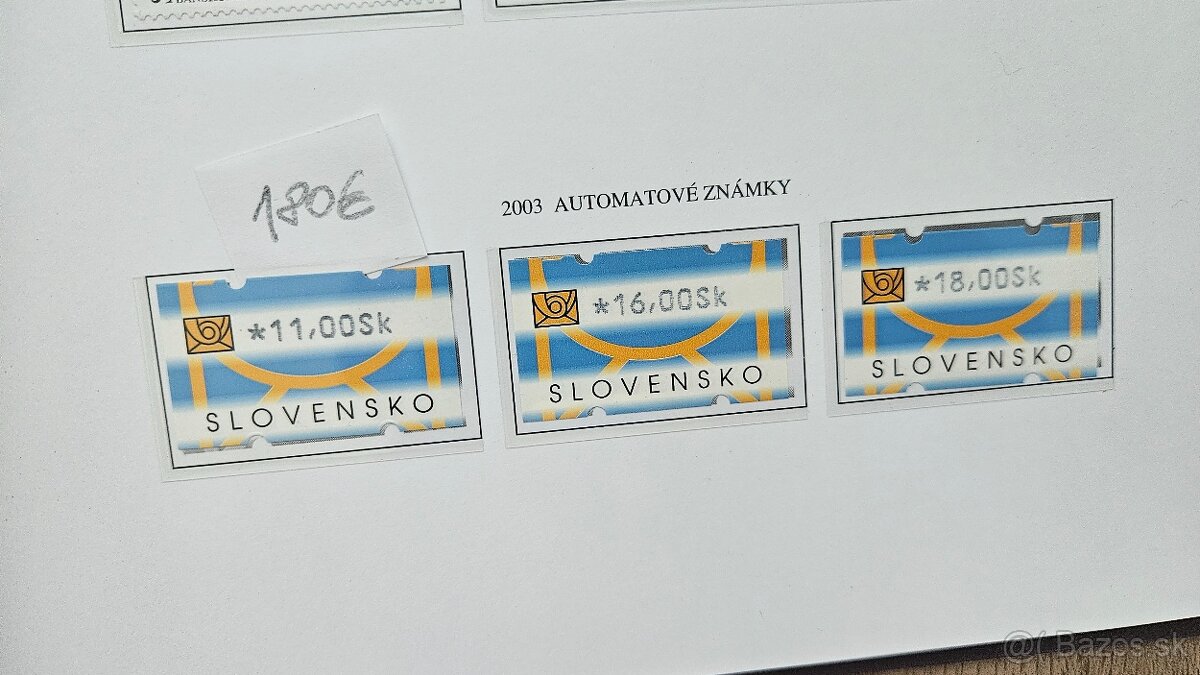 180€
2003 AUTOMATOVÉ ZNÁMKY
*11,00Sk
SLOVENSKO
*16,00Sk
SLOVENSKO
*18,00Sk
SLOVENSKO
Bazos.sk